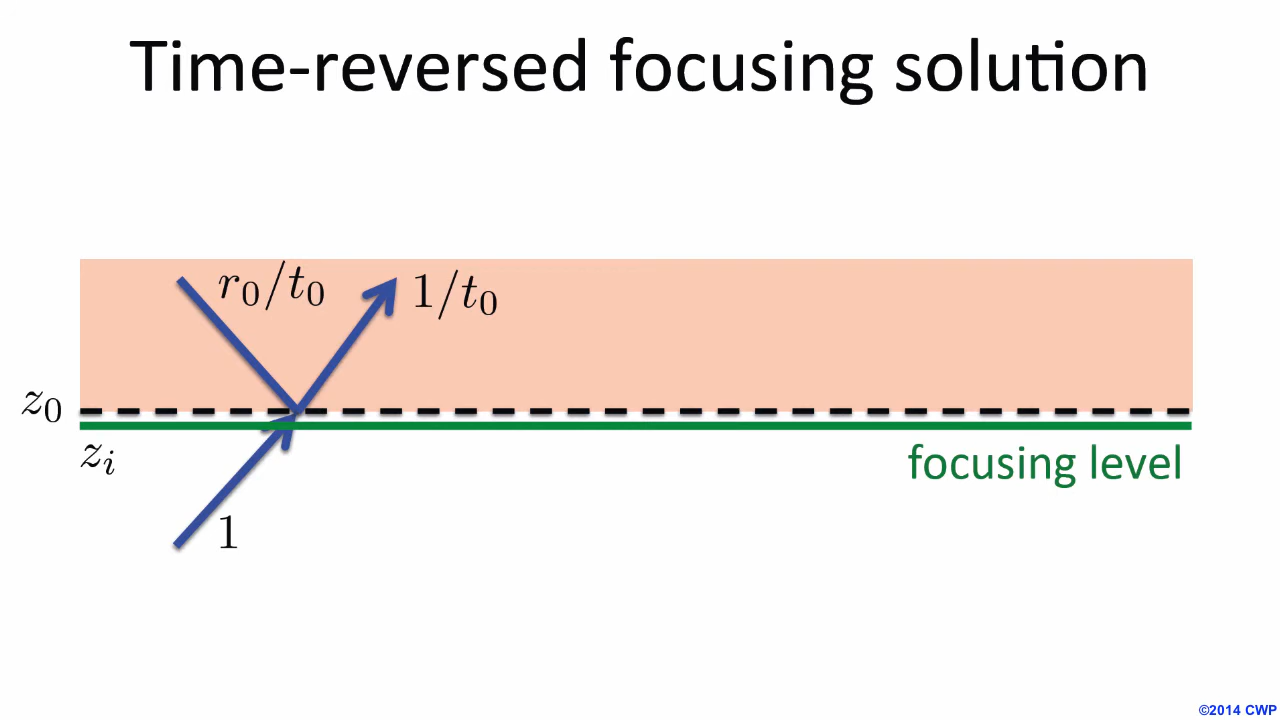 Time-reversed focusing solution
r₀/t₀
1/t₀
z₀
zᵢ
focusing level
1
©2014 CWP